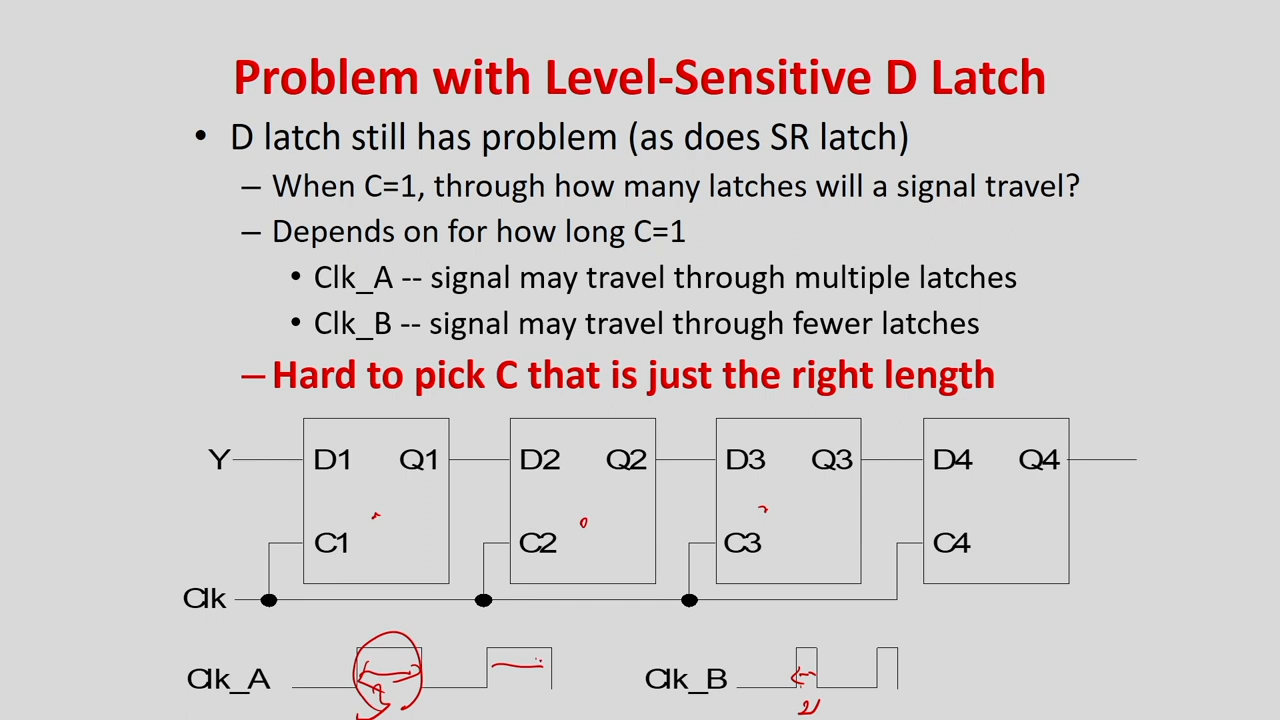 Problem with Level-Sensitive D Latch
• D latch still has problem (as does SR latch)
– When C=1, through how many latches will a signal travel?
– Depends on for how long C=1
• Clk_A -- signal may travel through multiple latches
• Clk_B -- signal may travel through fewer latches
– Hard to pick C that is just the right length
Y D1 Q1 D2 Q2 D3 Q3 D4 Q4
C1 C2 C3 C4
Clk
Clk_A Clk_B